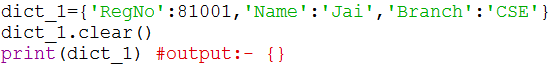 dict_1={'RegNo':81001,'Name':'Jai','Branch':'CSE'}
dict_1.clear()
print(dict_1) #output:- {}